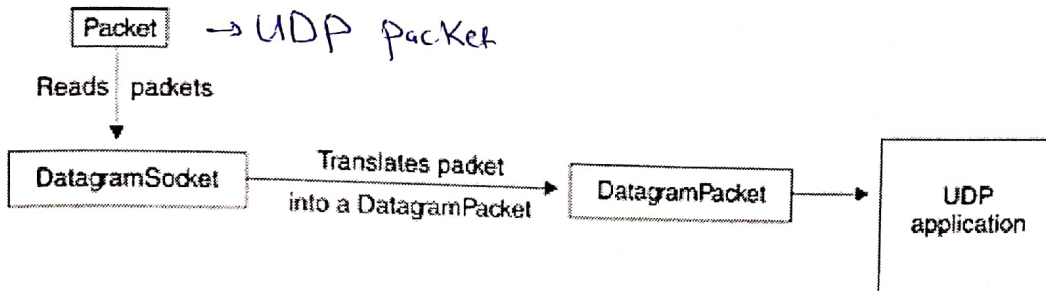 Packet → UDP packet
Reads packets
DatagramSocket
Translates packet
into a DatagramPacket
DatagramPacket
UDP
application